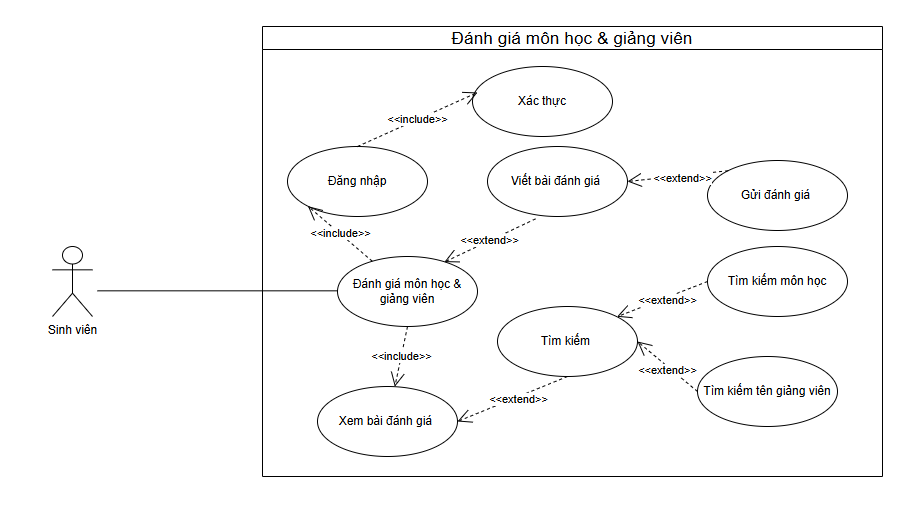 Đánh giá môn học & giảng viên
Xác thực
<<include>>
Đăng nhập
Viết bài đánh giá
<<extend>>
Gửi đánh giá
<<include>>
<<extend>>
Đánh giá môn học &
giảng viên
Sinh viên
Tìm kiếm môn học
<<extend>>
Tìm kiếm
<<include>>
<<extend>>
Tìm kiếm tên giảng viên
<<extend>>
Xem bài đánh giá